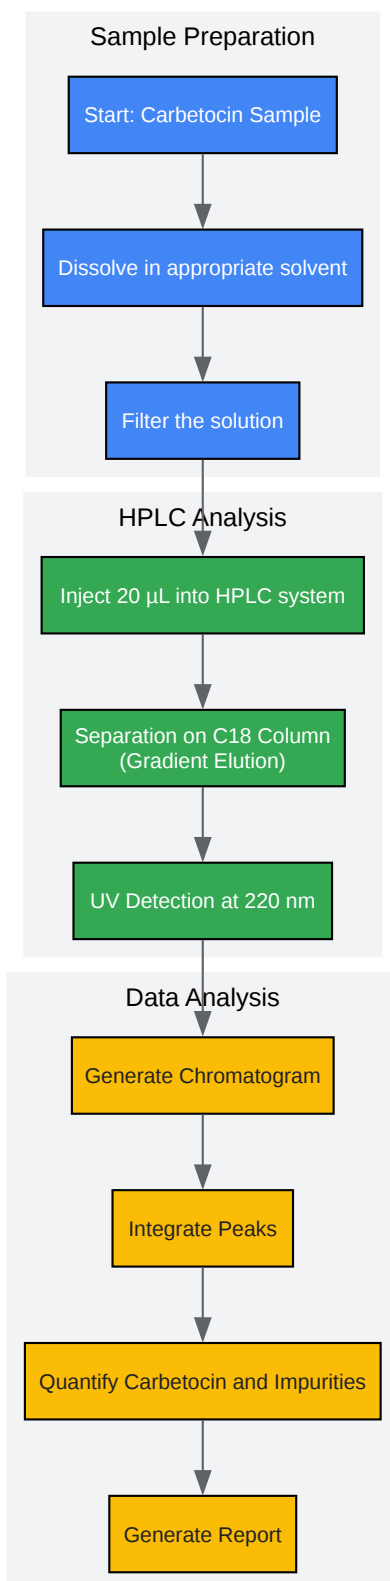 Sample Preparation
Start: Carbetocin Sample
Dissolve in appropriate solvent
Filter the solution
HPLC Analysis
Inject 20 µL into HPLC system
Separation on C18 Column
(Gradient Elution)
UV Detection at 220 nm
Data Analysis
Generate Chromatogram
Integrate Peaks
Quantify Carbetocin and Impurities
Generate Report